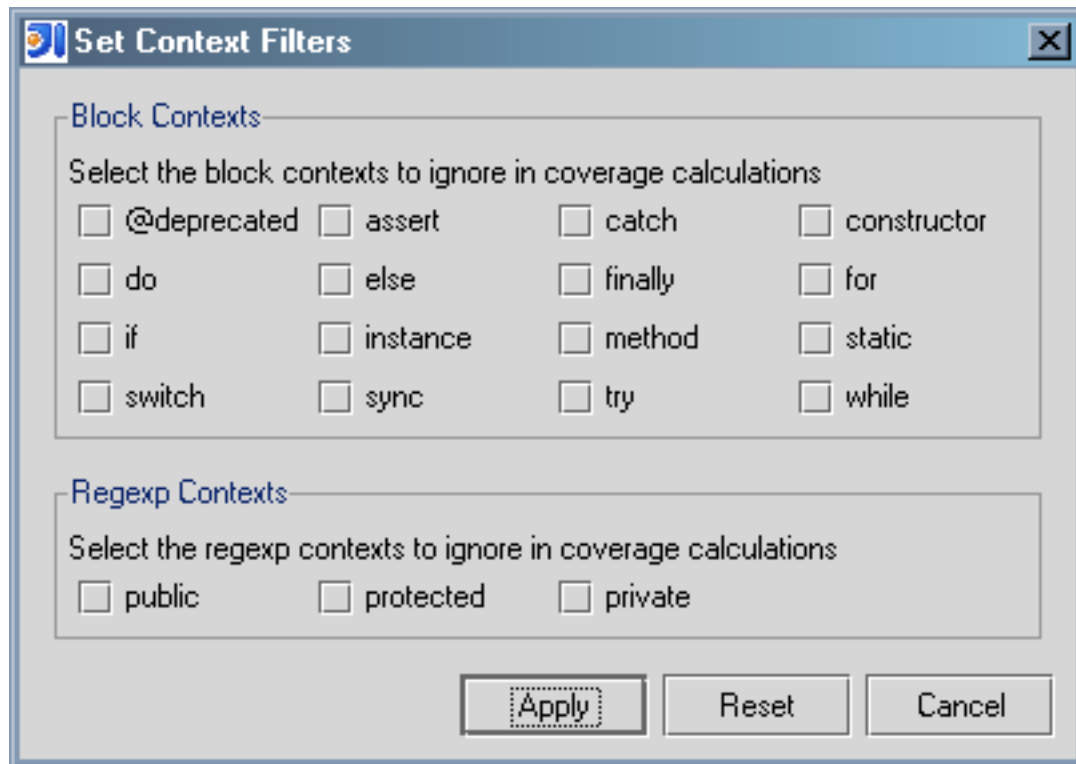 Set Context Filters
Block Contexts
Select the block contexts to ignore in coverage calculations
@deprecated assert catch constructor
do else finally for
if instance method static
switch sync try while
Regexp Contexts
Select the regexp contexts to ignore in coverage calculations
public protected private
Apply Reset Cancel